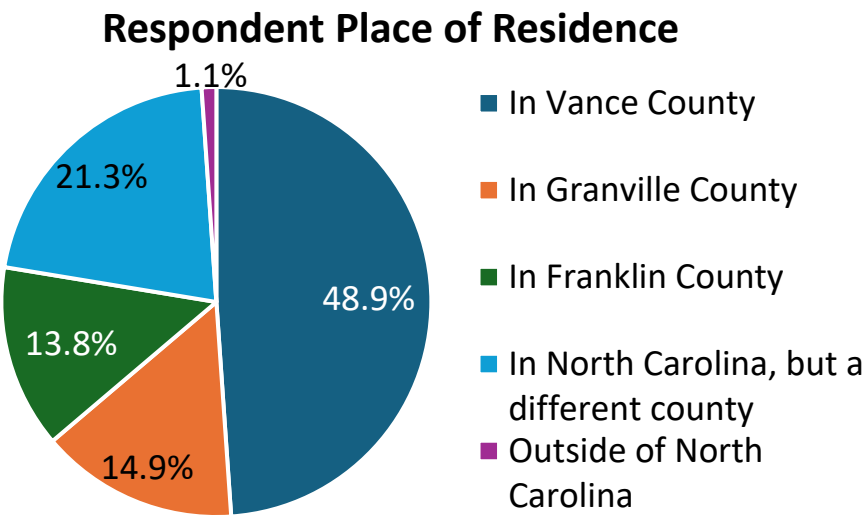 Respondent Place of Residence
1.1%
21.3%
48.9%
13.8%
14.9%
In Vance County
In Granville County
In Franklin County
In North Carolina, but a
different county
Outside of North
Carolina